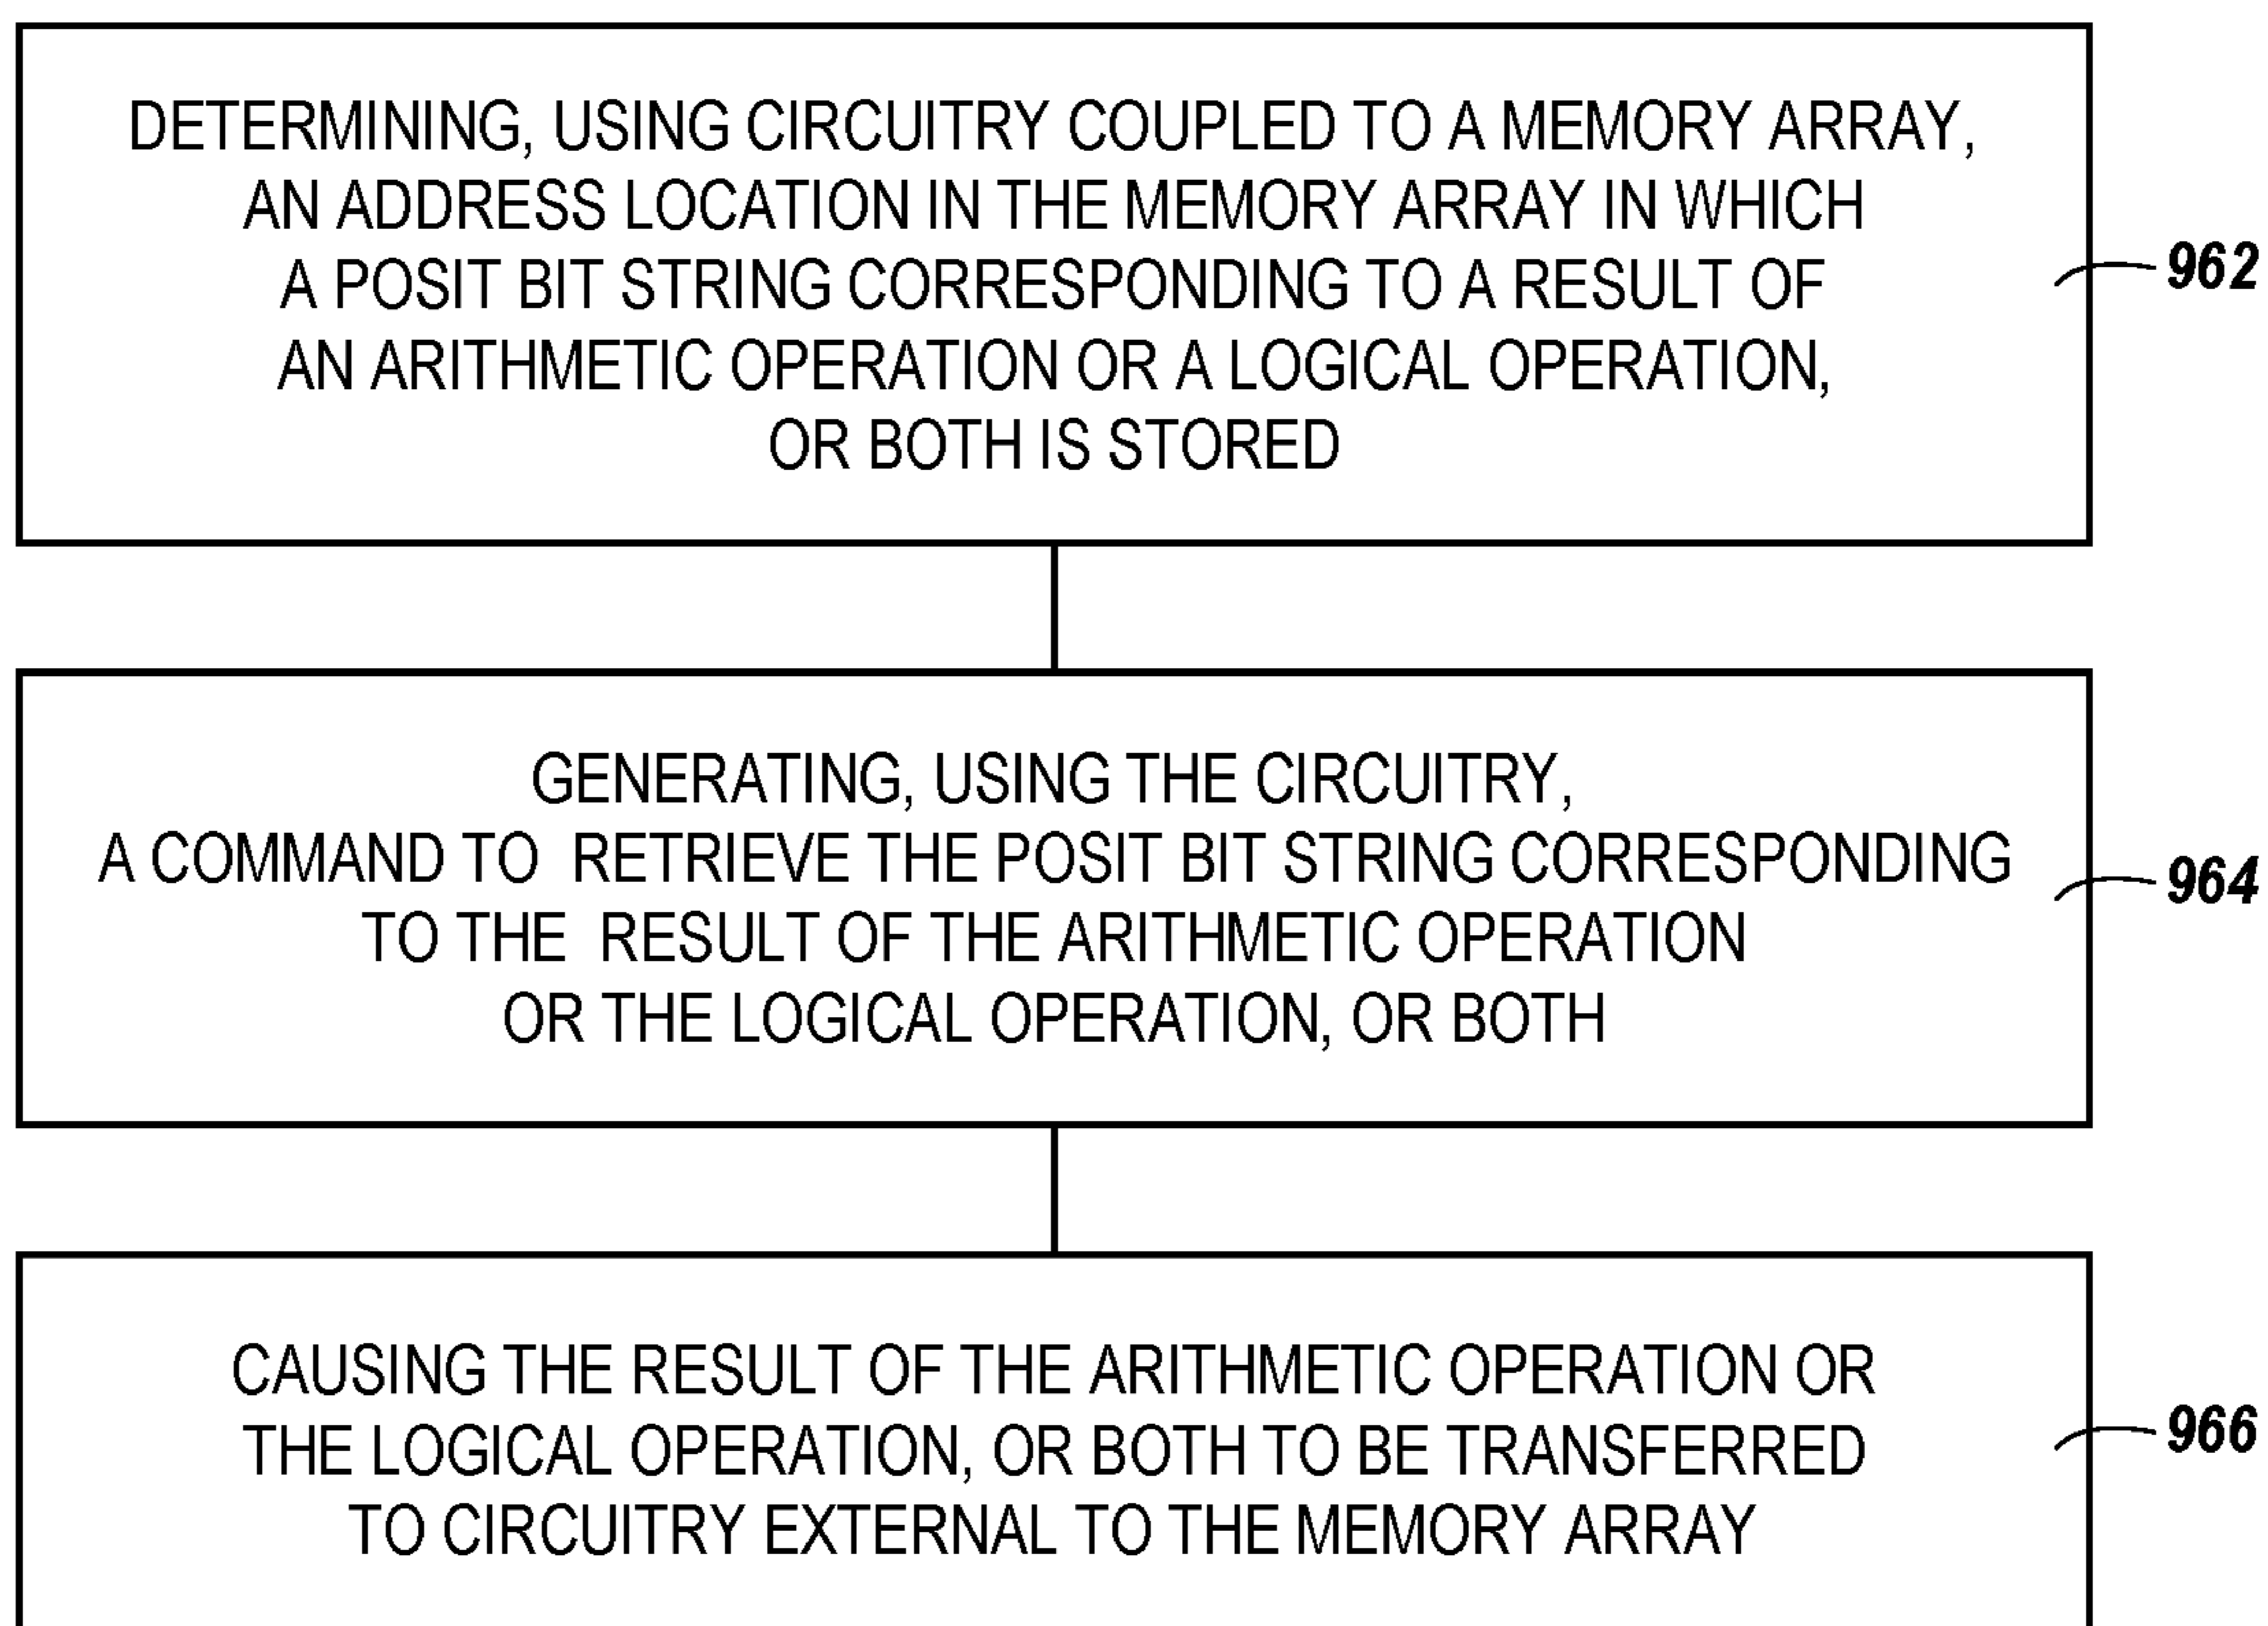 DETERMINING, USING CIRCUITRY COUPLED TO A MEMORY ARRAY,
AN ADDRESS LOCATION IN THE MEMORY ARRAY IN WHICH
A POSIT BIT STRING CORRESPONDING TO A RESULT OF
AN ARITHMETIC OPERATION OR A LOGICAL OPERATION,
OR BOTH IS STORED
962
GENERATING, USING THE CIRCUITRY,
A COMMAND TO RETRIEVE THE POSIT BIT STRING CORRESPONDING
TO THE RESULT OF THE ARITHMETIC OPERATION
OR THE LOGICAL OPERATION, OR BOTH
964
CAUSING THE RESULT OF THE ARITHMETIC OPERATION OR
THE LOGICAL OPERATION, OR BOTH TO BE TRANSFERRED
TO CIRCUITRY EXTERNAL TO THE MEMORY ARRAY
966